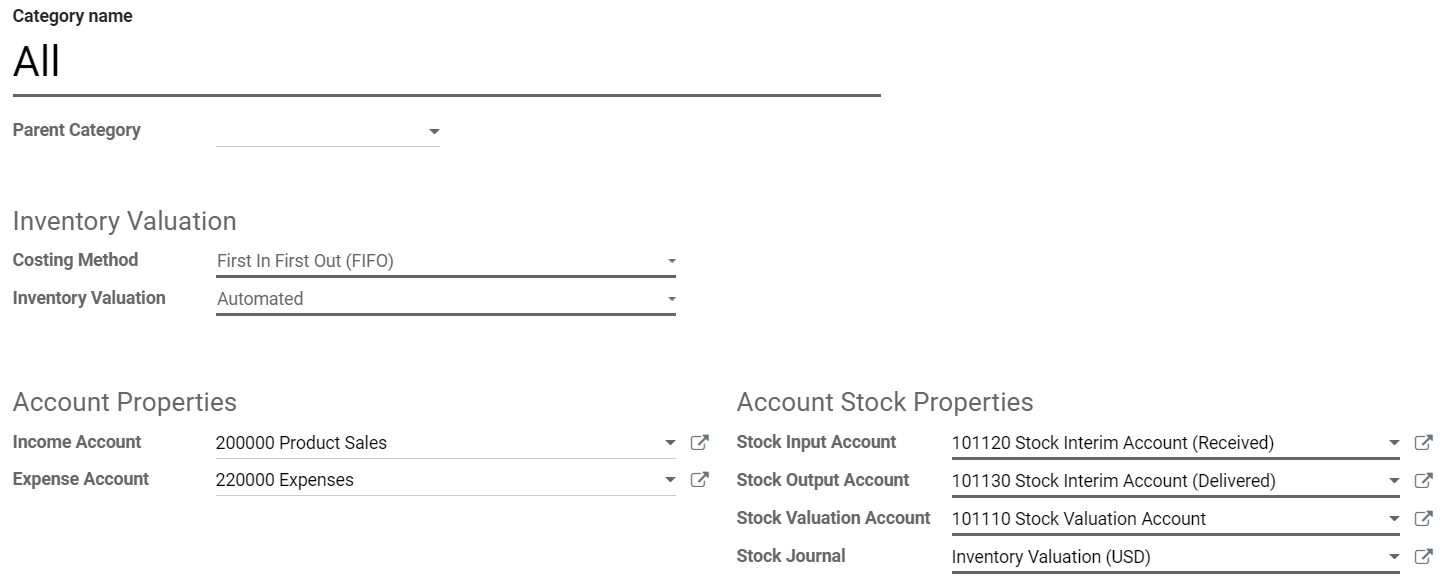 Category name
All
Parent Category
Inventory Valuation
Costing Method First In First Out (FIFO)
Inventory Valuation Automated
Account Properties
Income Account 200000 Product Sales
Expense Account 220000 Expenses
Account Stock Properties
Stock Input Account 101120 Stock Interim Account (Received)
Stock Output Account 101130 Stock Interim Account (Delivered)
Stock Valuation Account 101110 Stock Valuation Account
Stock Journal Inventory Valuation (USD)